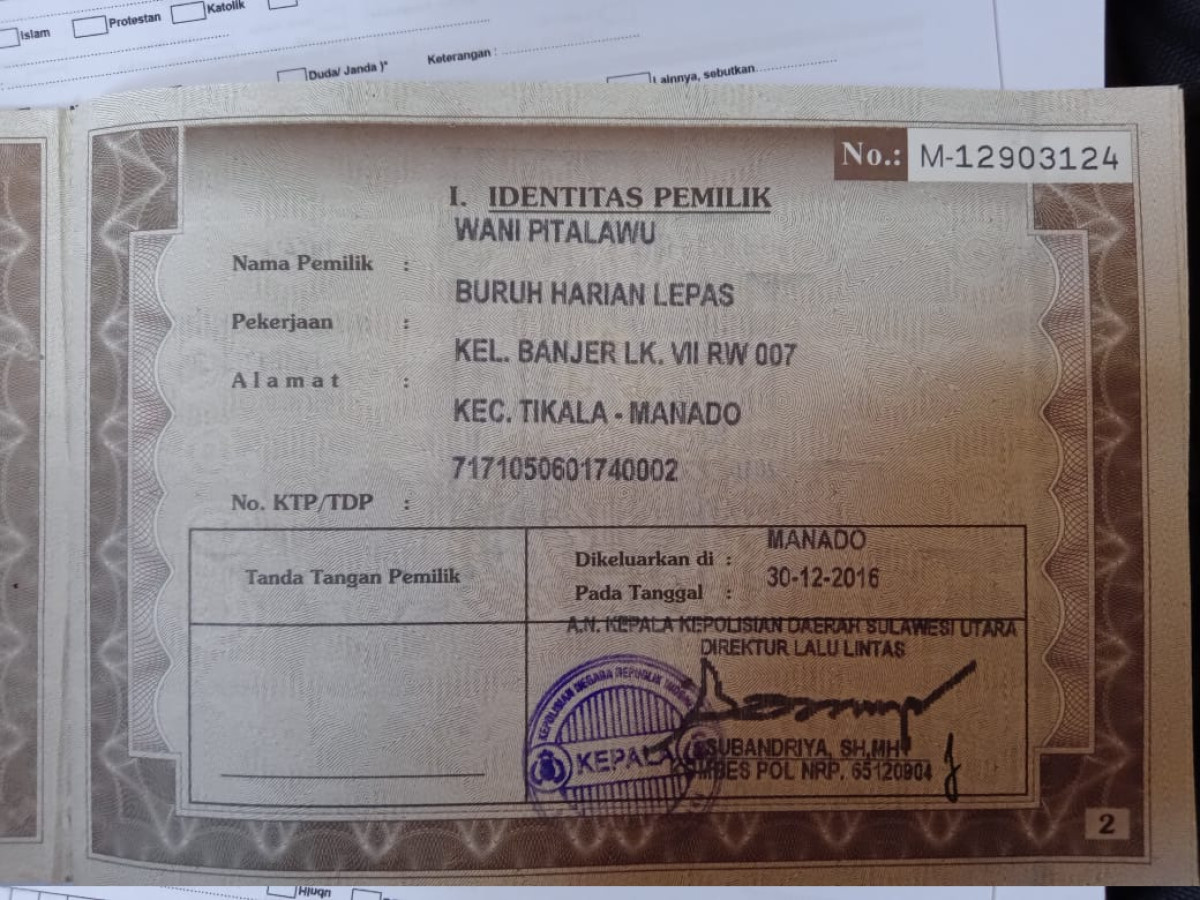 Islam
Protestan
Katolik
Duda/ Janda )*
Keterangan :
Lainnya, sebutkan
No.: M-12903124
I. IDENTITAS PEMILIK
WANI PITALAWU
Nama Pemilik :
BURUH HARIAN LEPAS
Pekerjaan :
KEL. BANJER LK. VII RW 007
Alamat :
KEC. TIKALA - MANADO
7171050601740002
No. KTP/TDP :
Tanda Tangan Pemilik
MANADO
Dikeluarkan di :
30-12-2016
Pada Tanggal :
A.N. KEPALA KEPOLISIAN DAERAH SULAWESI UTARA
DIREKTUR LALU LINTAS
KEPOLISIAN NEGARA REPUBLIK
KEPALA
SUBANDRIYA, SH,MH
POL NRP. 65120904
2